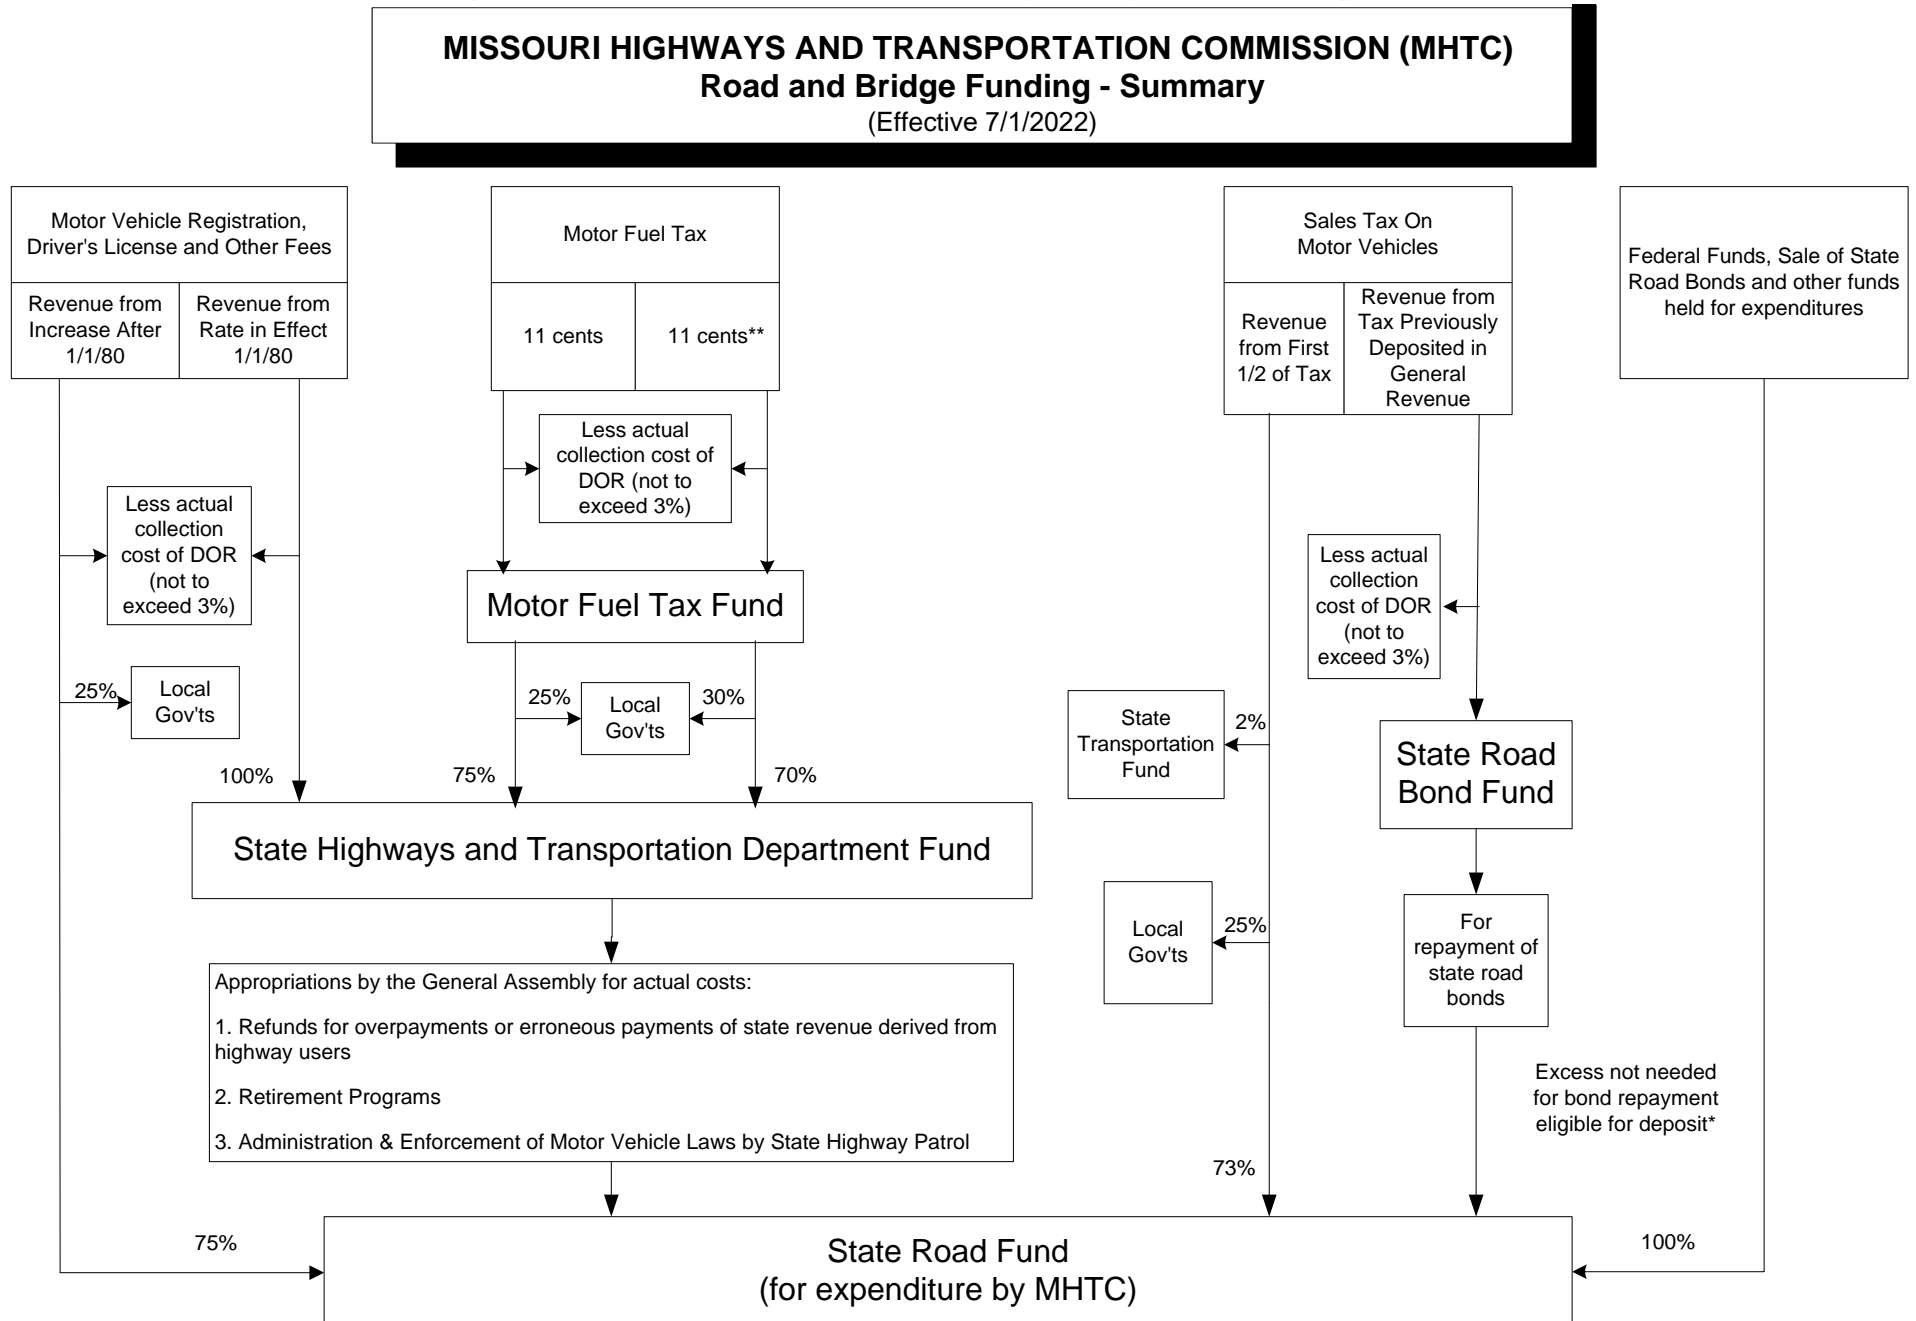 MISSOURI HIGHWAYS AND TRANSPORTATION COMMISSION (MHTC)
Road and Bridge Funding - Summary
(Effective 7/1/2022)
Motor Vehicle Registration,
Driver's License and Other Fees
Revenue from
Increase After
1/1/80
Revenue from
Rate in Effect
1/1/80
Motor Fuel Tax
11 cents
11 cents**
Sales Tax On
Motor Vehicles
Revenue
from First
1/2 of Tax
Revenue from
Tax Previously
Deposited in
General
Revenue
Federal Funds, Sale of State
Road Bonds and other funds
held for expenditures
Less actual
collection
cost of DOR
(not to
exceed 3%)
Less actual
collection cost of
DOR (not to
exceed 3%)
Less actual
collection
cost of DOR
(not to
exceed 3%)
Motor Fuel Tax Fund
25%
Local
Gov'ts
25%
Local
Gov'ts
30%
State
Transportation
Fund
2%
State Road
Bond Fund
100%
75%
70%
State Highways and Transportation Department Fund
Local
Gov'ts
25%
For
repayment of
state road
bonds
Appropriations by the General Assembly for actual costs:
1. Refunds for overpayments or erroneous payments of state revenue derived from
highway users
2. Retirement Programs
3. Administration & Enforcement of Motor Vehicle Laws by State Highway Patrol
Excess not needed
for bond repayment
eligible for deposit*
73%
75%
100%
State Road Fund
(for expenditure by MHTC)